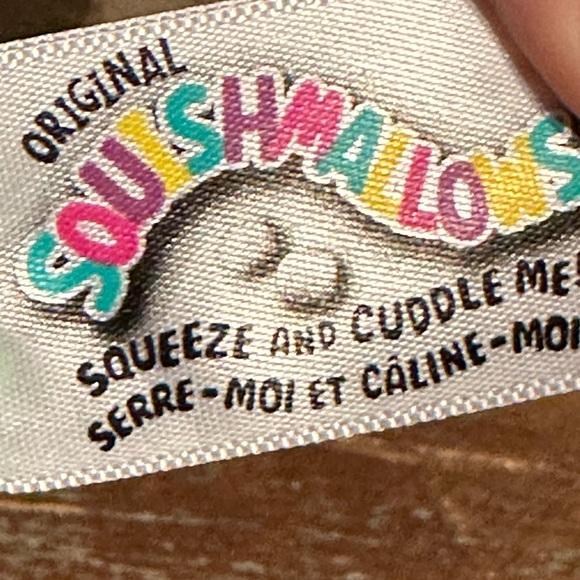 ORIGINAL
SQUISHMALLOWS
SQUEEZE AND CUDDLE ME!
SERRE-MOI ET CÂLINE-MOI